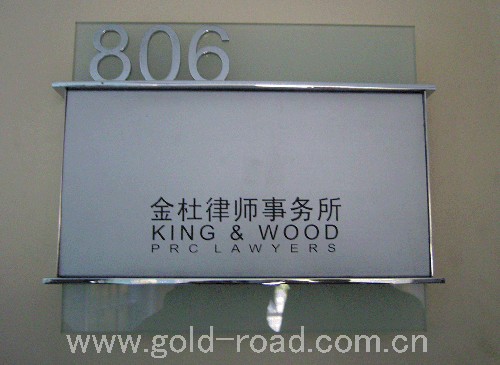 806
金杜律师事务所
KING & WOOD
PRC LAWYERS
www.gold-road.com.cn